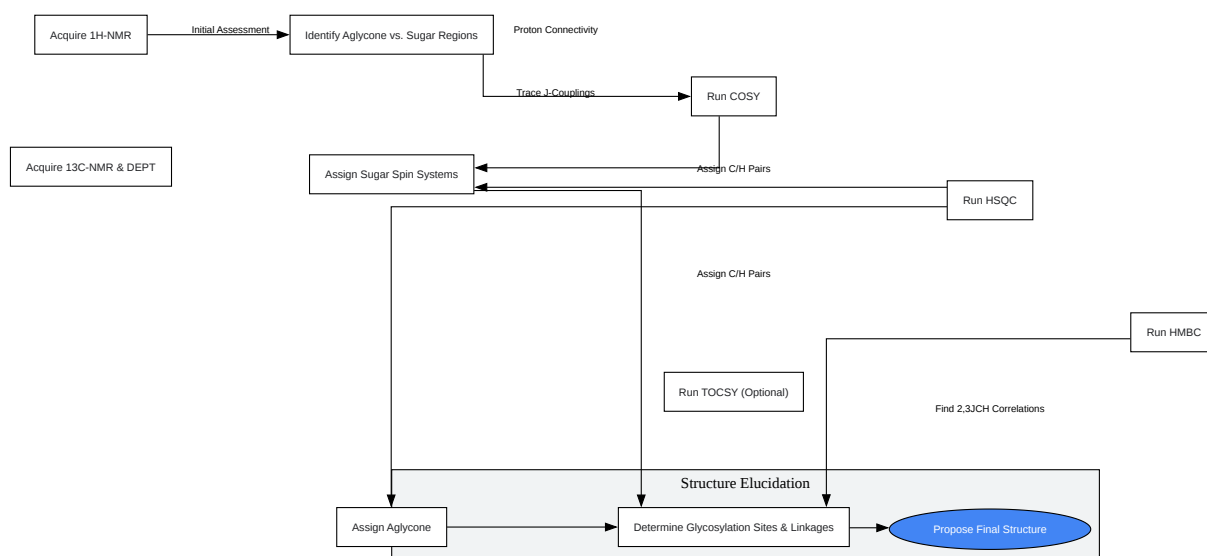 Acquire 1H-NMR
Initial Assessment
Identify Aglycone vs. Sugar Regions
Proton Connectivity
Trace J-Couplings
Run COSY
Acquire 13C-NMR & DEPT
Assign Sugar Spin Systems
Assign C/H Pairs
Run HSQC
Assign C/H Pairs
Run HMBC
Run TOCSY (Optional)
Find 2,3JCH Correlations
Structure Elucidation
Assign Aglycone
Determine Glycosylation Sites & Linkages
Propose Final Structure